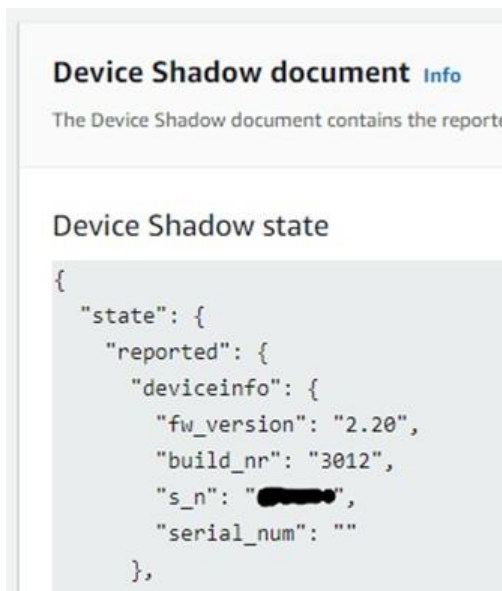 Device Shadow document Info
The Device Shadow document contains the
Device Shadow state
{
"state": {
"reported": {
"deviceinfo": {
"fw_version": "2.20",
"build_nr": "3012",
"s_n": "",
"serial_num": ""
},